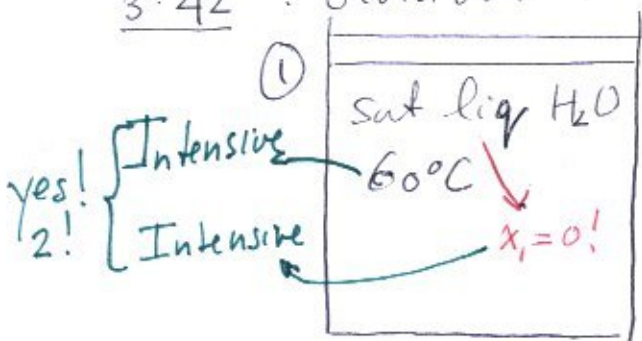 3.42
①
sat liq H₂O
Intensive
60°C
yes!
2!
Intensive
x₁ = 0!